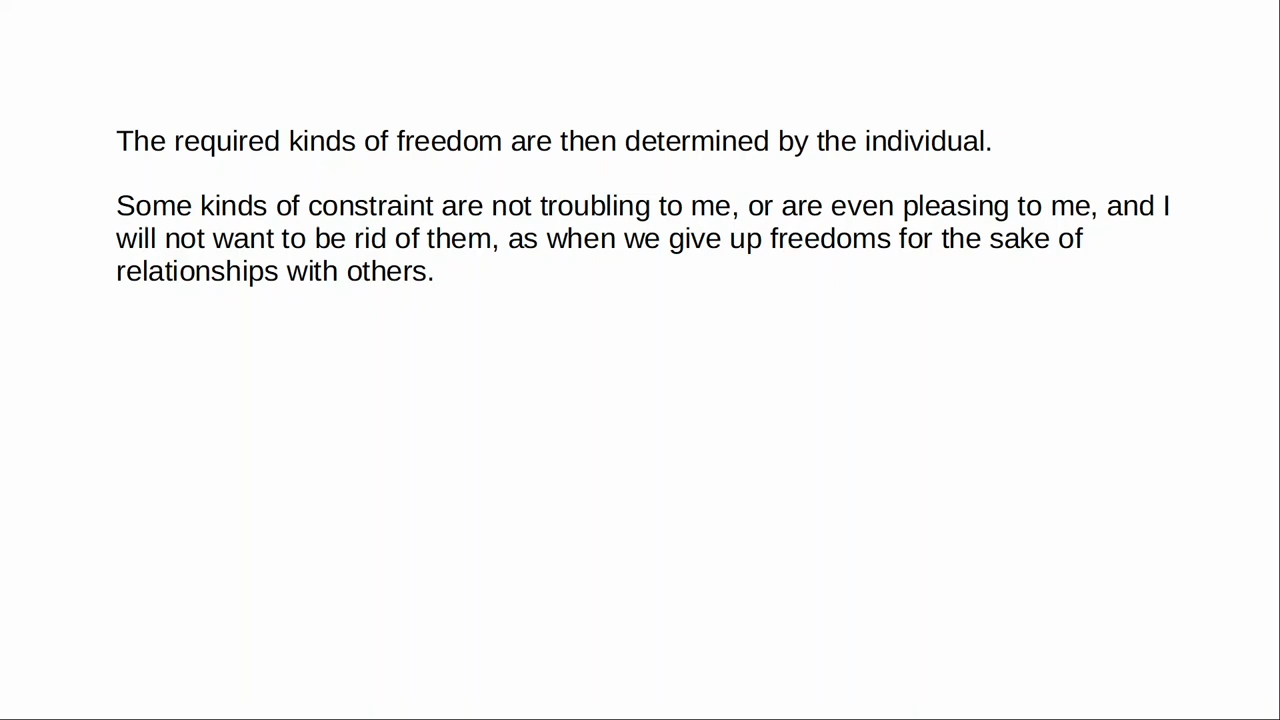 The required kinds of freedom are then determined by the individual.
Some kinds of constraint are not troubling to me, or are even pleasing to me, and I
will not want to be rid of them, as when we give up freedoms for the sake of
relationships with others.